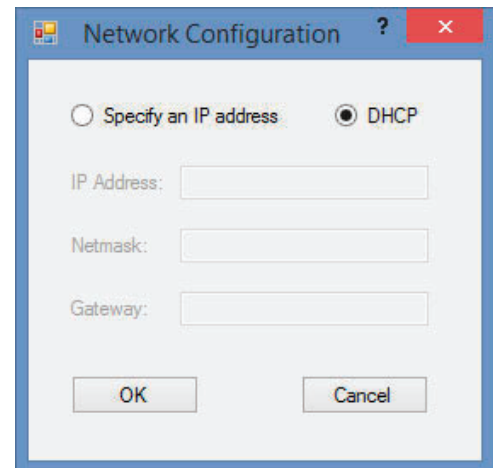 Network Configuration ? ×
Specify an IP address DHCP
IP Address:
Netmask:
Gateway:
OK Cancel